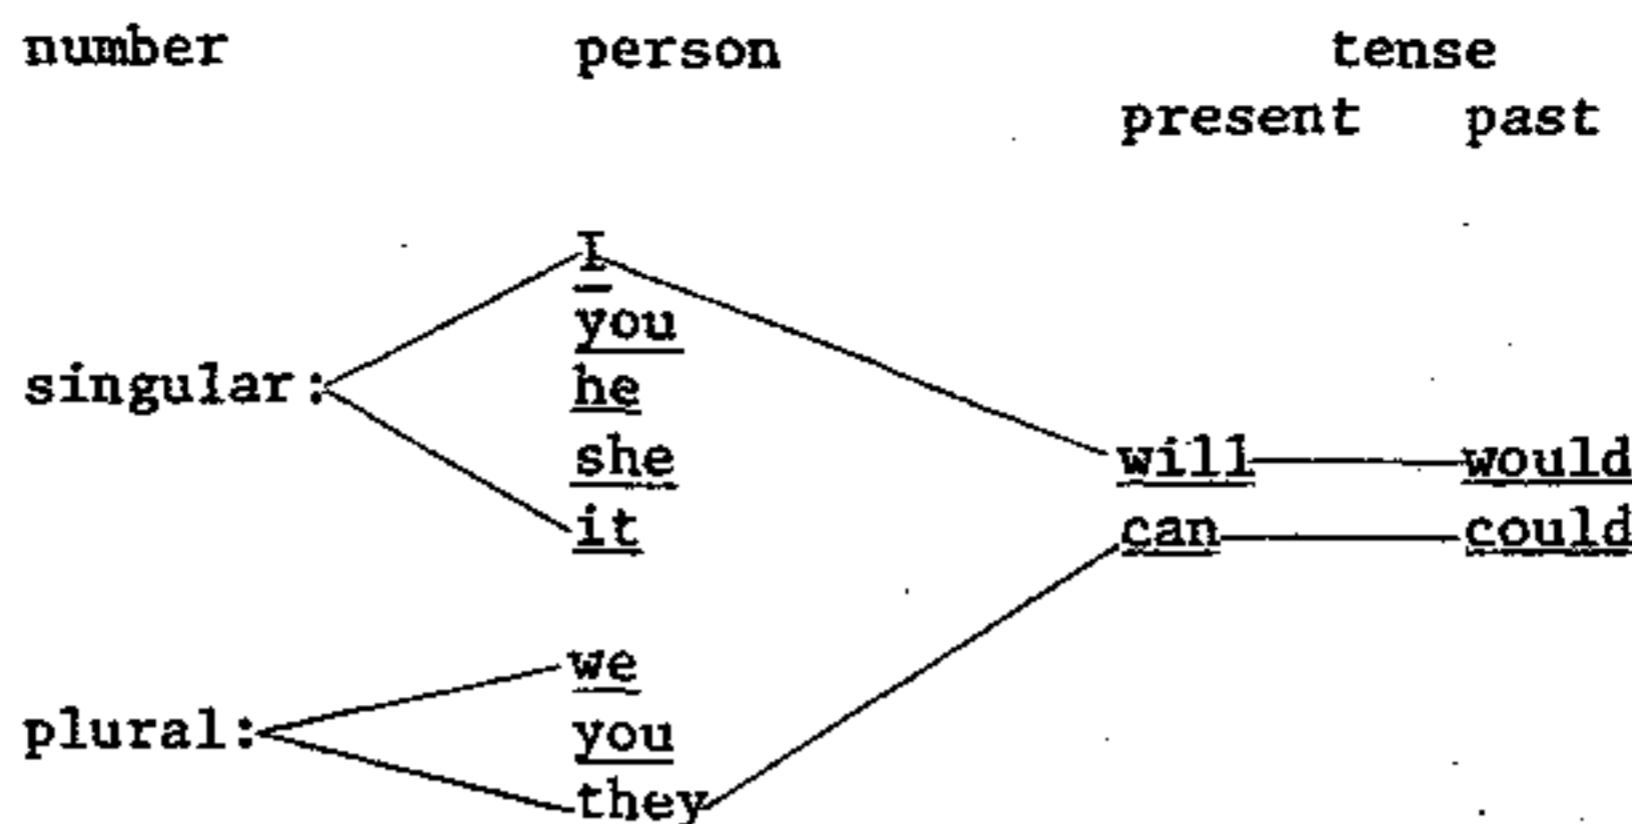 number person tense
present past
I
you
singular: he
she will would
it can could
we
plural: you
they